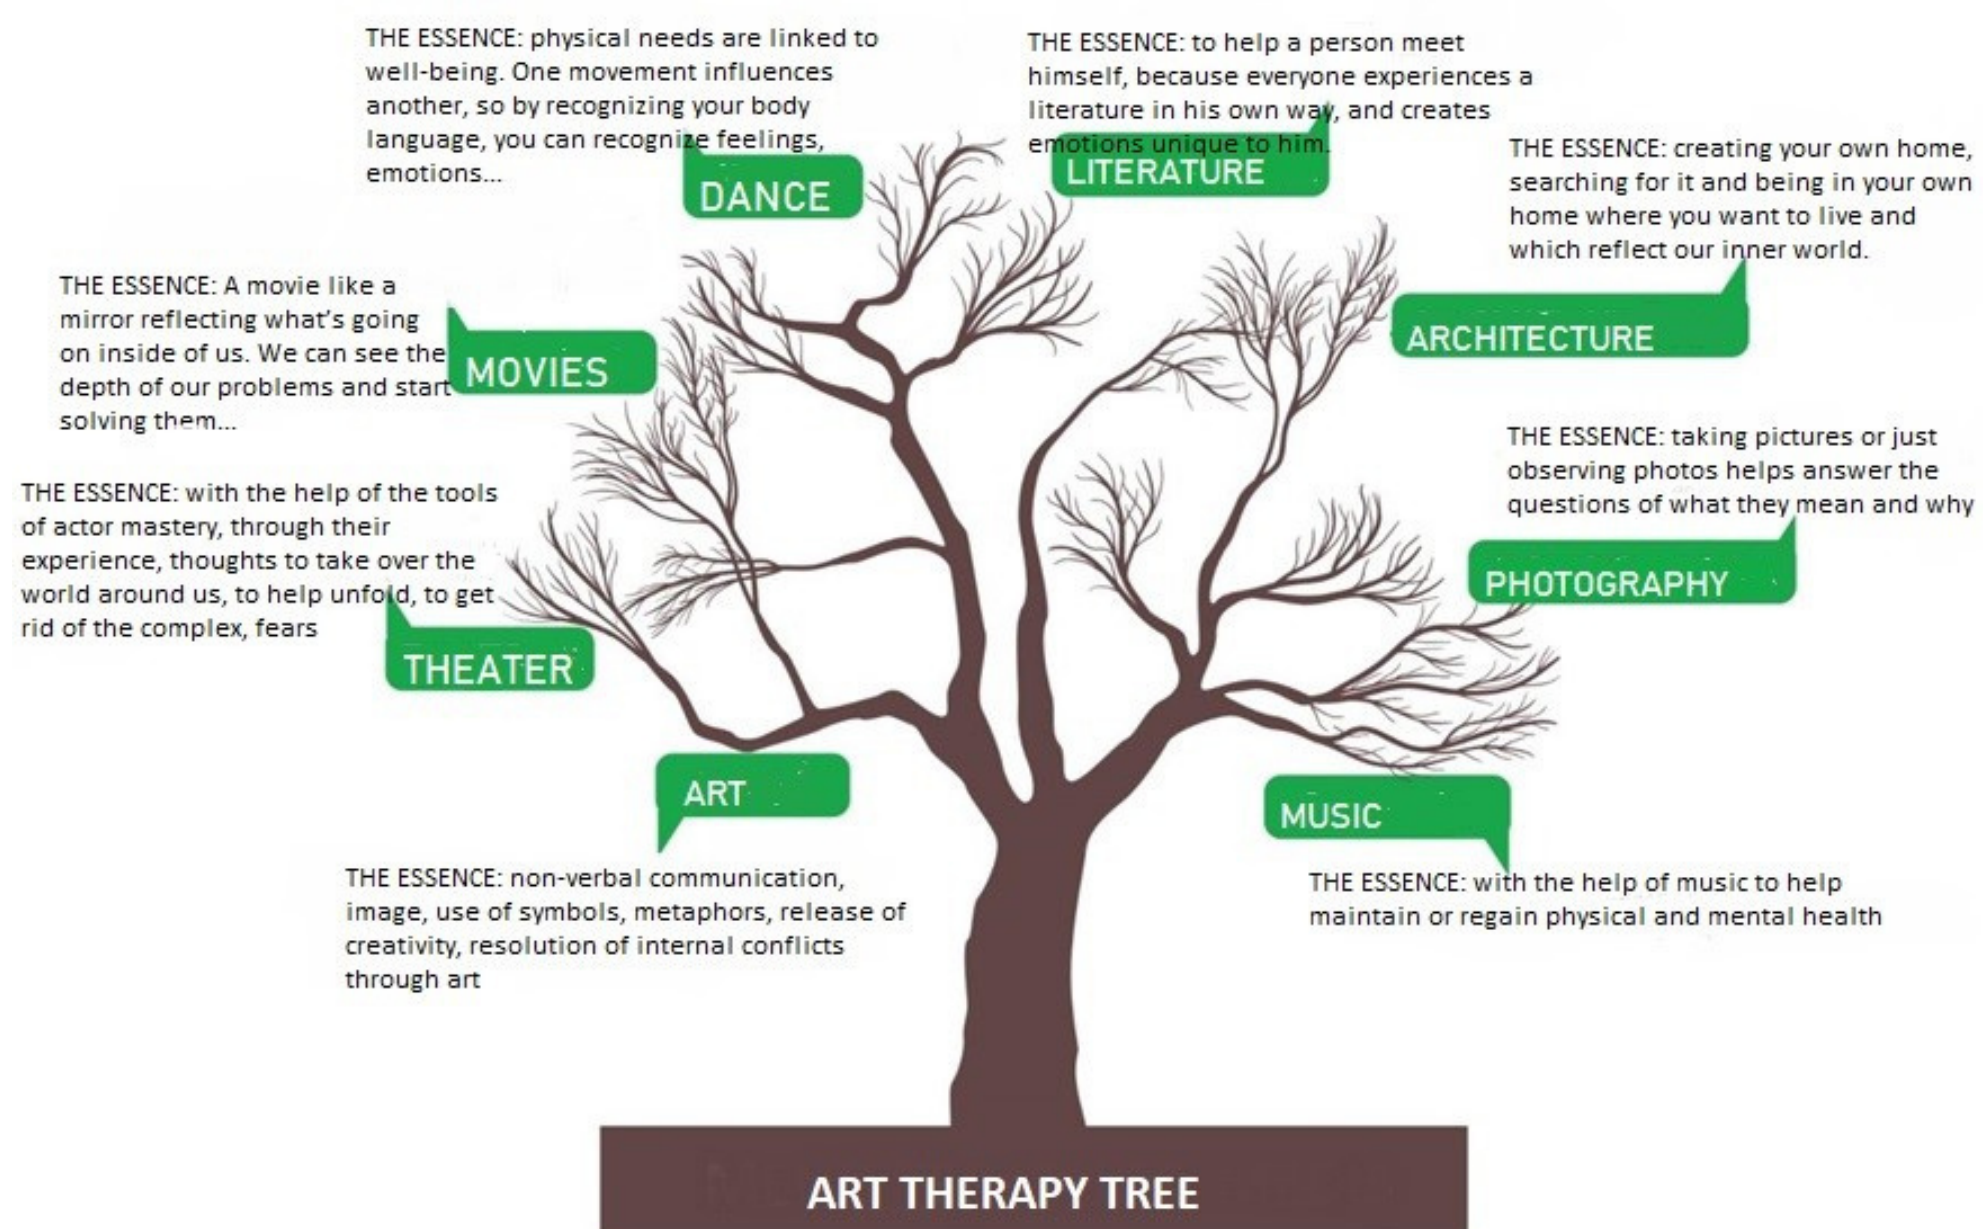 THE ESSENCE: physical needs are linked to
well-being. One movement influences
another, so by recognizing your body
language, you can recognize feelings,
emotions...
DANCE
THE ESSENCE: to help a person meet
himself, because everyone experiences a
literature in his own way, and creates
emotions unique to him.
LITERATURE
THE ESSENCE: creating your own home,
searching for it and being in your own
home where you want to live and
which reflect our inner world.
ARCHITECTURE
THE ESSENCE: A movie like a
mirror reflecting what's going
on inside of us. We can see the
depth of our problems and start
solving them...
MOVIES
THE ESSENCE: taking pictures or just
observing photos helps answer the
questions of what they mean and why
PHOTOGRAPHY
THE ESSENCE: with the help of the tools
of actor mastery, through their
experience, thoughts to take over the
world around us, to help unfold, to get
rid of the complex, fears
THEATER
ART
THE ESSENCE: non-verbal communication,
image, use of symbols, metaphors, release of
creativity, resolution of internal conflicts
through art
MUSIC
THE ESSENCE: with the help of music to help
maintain or regain physical and mental health
ART THERAPY TREE